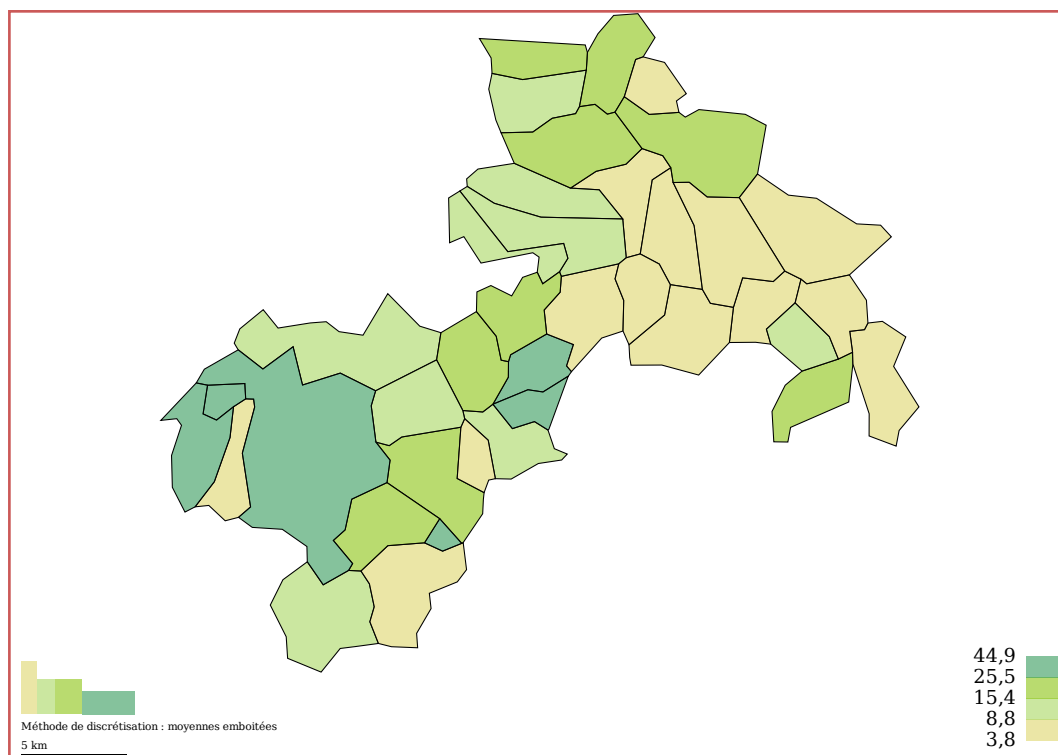 44,9
25,5
15,4
8,8
3,8
Méthode de discrétisation : moyennes emboitées
5 km